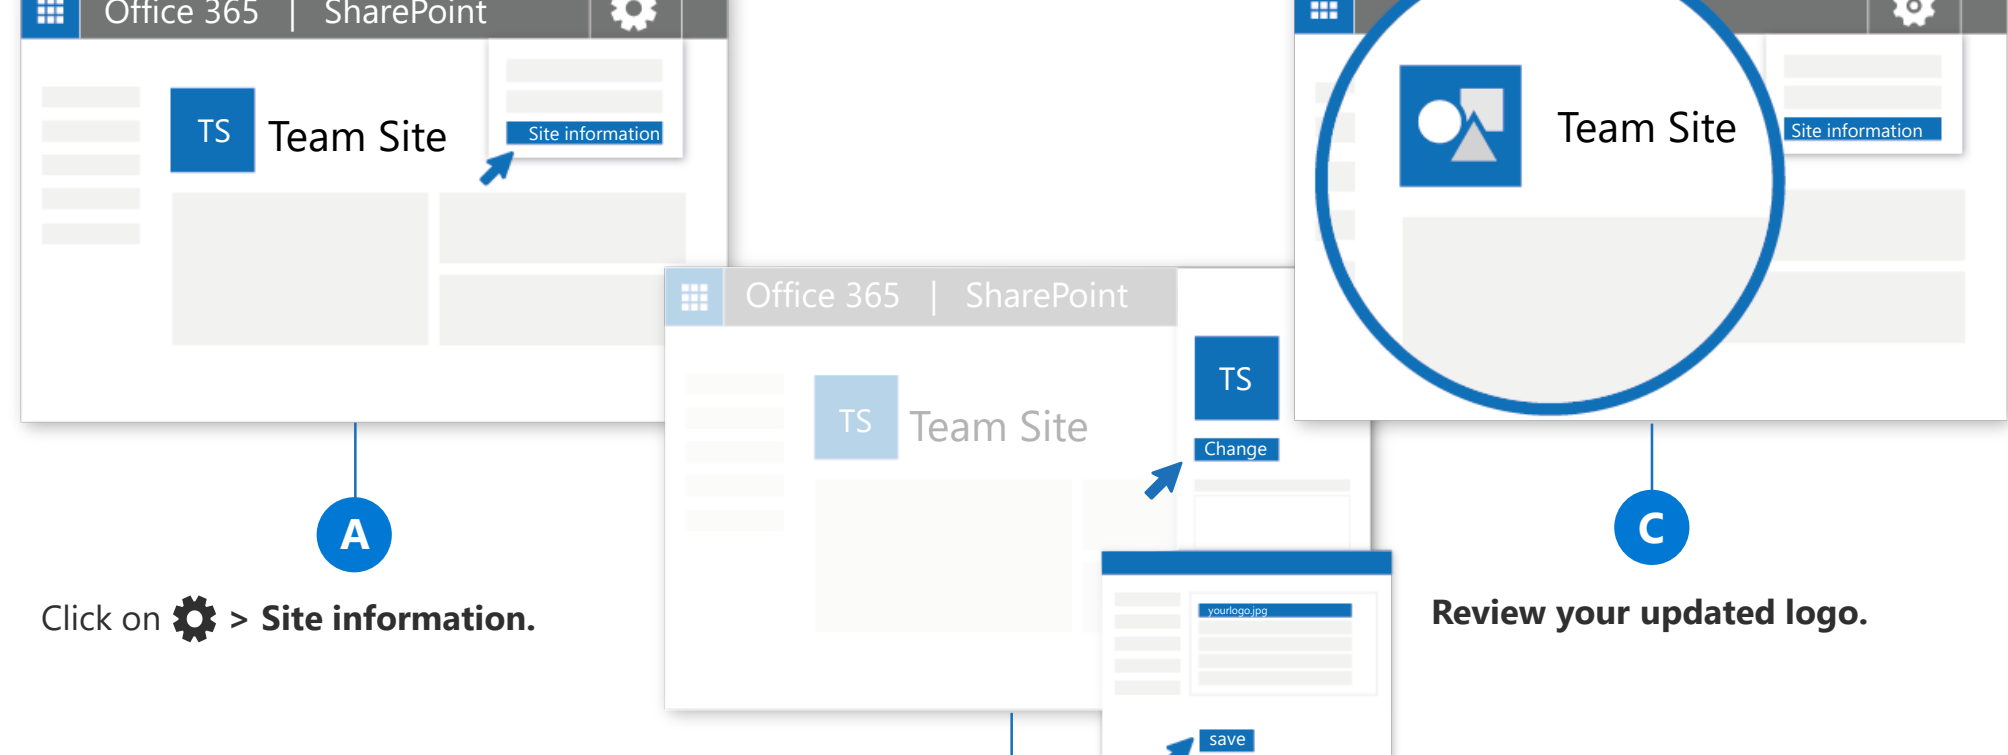 Office 365 | SharePoint
TS Team Site
Site information
A
Click on > Site information.
Office 365 | SharePoint
TS Team Site
TS
Change
yourlogo.jpg
save
Team Site
Site information
C
Review your updated logo.